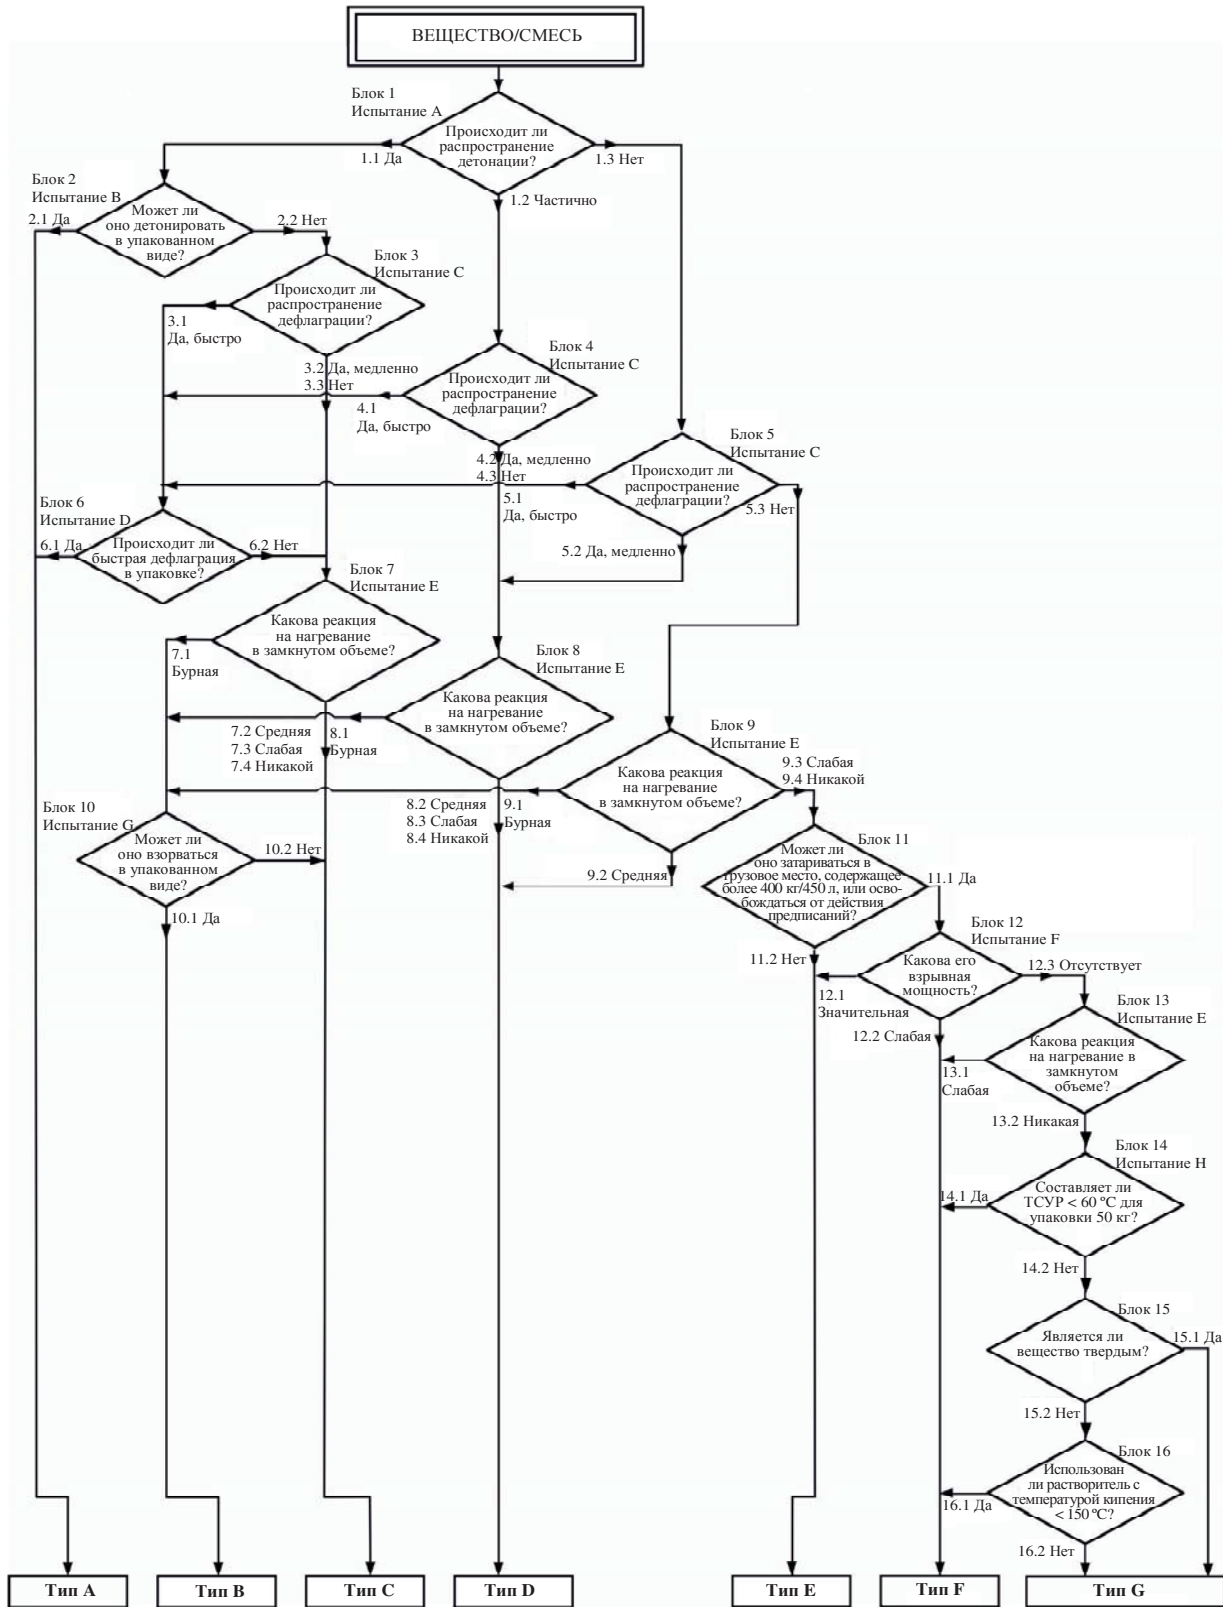 ВЕЩЕСТВО/СМЕСЬ
Блок 1
Испытание A
Происходит ли
распространение
детонации?
1.1 Да
1.3 Нет
1.2 Частично
Блок 2
Испытание B
2.1 Да
Может ли
оно детонировать
в упакованном
виде?
2.2 Нет
Блок 3
Испытание C
Происходит ли
распространение
дефлаграции?
3.1
Да, быстро
3.2 Да, медленно
3.3 Нет
Блок 4
Испытание C
Происходит ли
распространение
дефлаграции?
4.1
Да, быстро
4.2 Да, медленно
4.3 Нет
Блок 5
Испытание C
Происходит ли
распространение
дефлаграции?
5.1
Да, быстро
5.3 Нет
5.2 Да, медленно
Блок 6
Испытание D
6.1 Да
Происходит ли
быстрая дефлаграция
в упаковке?
6.2 Нет
Блок 7
Испытание E
Какова реакция
на нагревание
в замкнутом объеме?
7.1
Бурная
7.2 Средняя
7.3 Слабая
7.4 Никакой
Блок 8
Испытание E
Какова реакция
на нагревание
в замкнутом объеме?
8.1
Бурная
8.2 Средняя
8.3 Слабая
8.4 Никакой
Блок 9
Испытание E
Какова реакция
на нагревание
в замкнутом объеме?
9.3 Слабая
9.4 Никакой
9.1
Бурная
9.2 Средняя
Блок 10
Испытание G
Может ли
оно взорваться
в упакованном
виде?
10.2 Нет
10.1 Да
Блок 11
Может ли
оно затариваться в
грузовое место, содержащее
более 400 кг/450 л, или осво-
бождаться от действия
предписаний?
11.1 Да
11.2 Нет
Блок 12
Испытание F
Какова его
взрывная
мощность?
12.3 Отсутствует
12.1
Значительная
12.2 Слабая
Блок 13
Испытание E
Какова реакция
на нагревание в
замкнутом
объеме?
13.1
Слабая
13.2 Никакая
Блок 14
Испытание H
Составляет ли
ТСУР < 60 °C для
упаковки 50 кг?
14.1 Да
14.2 Нет
Блок 15
Является ли
вещество твердым?
15.1 Да
15.2 Нет
Блок 16
Использован
ли растворитель с
температурой кипения
< 150 °C?
16.1 Да
16.2 Нет
Тип A
Тип B
Тип C
Тип D
Тип E
Тип F
Тип G